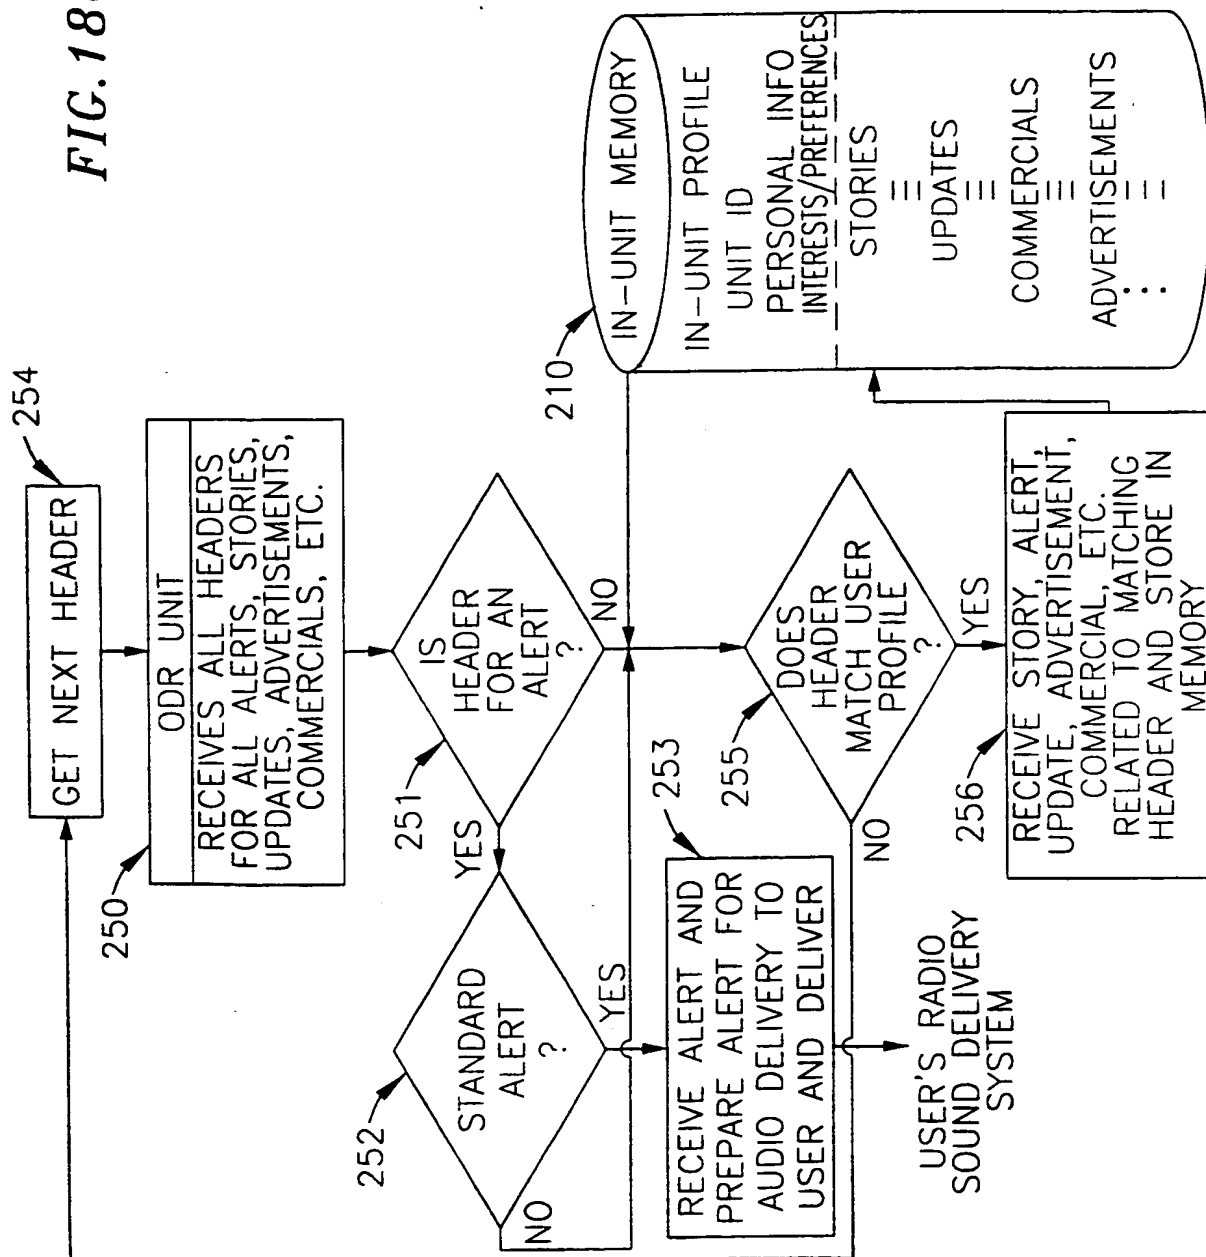 FIG.18
254
GET NEXT HEADER
250
ODR UNIT
RECEIVES ALL HEADERS
FOR ALL ALERTS, STORIES,
UPDATES, ADVERTISEMENTS,
COMMERCIALS, ETC.
251
IS
HEADER
FOR AN
ALERT
?
YES
NO
252
STANDARD
ALERT
?
YES
NO
253
RECEIVE ALERT AND
PREPARE ALERT FOR
AUDIO DELIVERY TO
USER AND DELIVER
USER'S RADIO
SOUND DELIVERY
SYSTEM
255
DOES
HEADER
MATCH USER
PROFILE
?
NO
YES
256
RECEIVE STORY, ALERT,
UPDATE, ADVERTISEMENT,
COMMERCIAL, ETC.
RELATED TO MATCHING
HEADER AND STORE IN
MEMORY
210
IN-UNIT MEMORY
IN-UNIT PROFILE
UNIT ID
PERSONAL INFO
INTERESTS/PREFERENCES
STORIES
UPDATES
COMMERCIALS
ADVERTISEMENTS